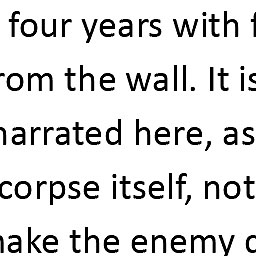 four years with
rom the wall. It is
narrated here, as
corpse itself, not
make the enemy